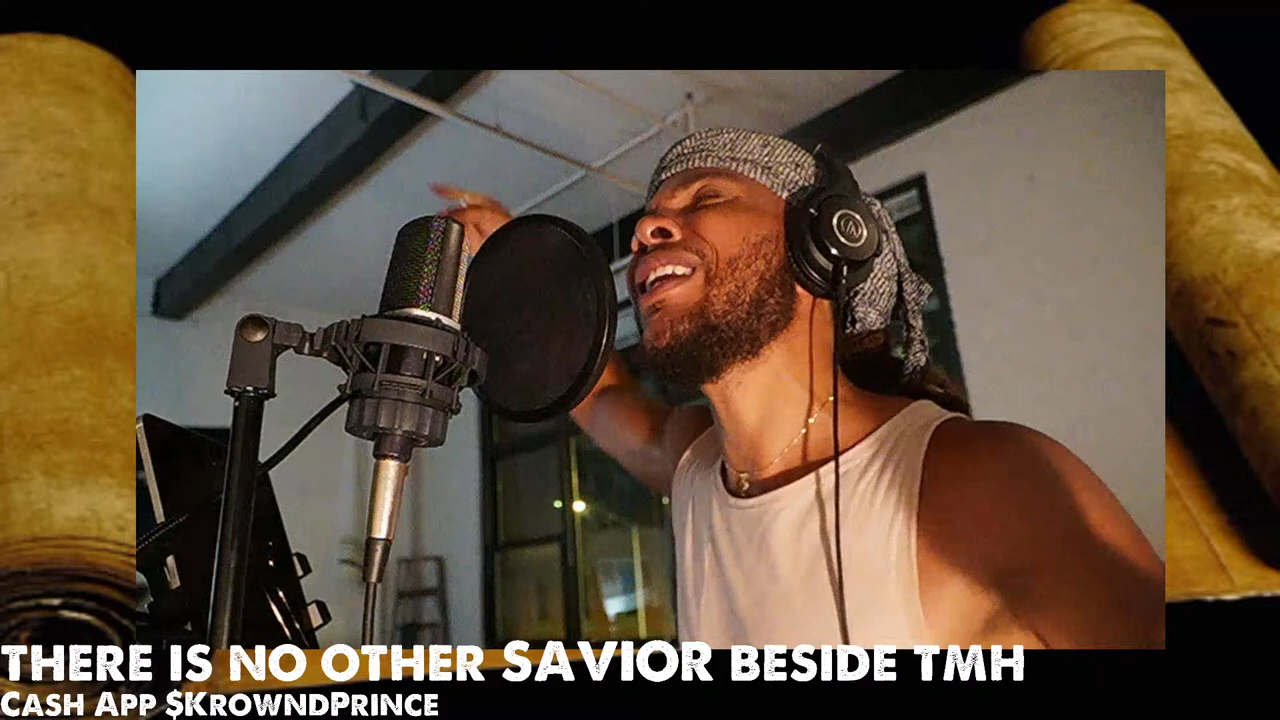 THERE IS NO OTHER SAVIOR BESIDE TMH
CASH APP $KROWNDPRINCE